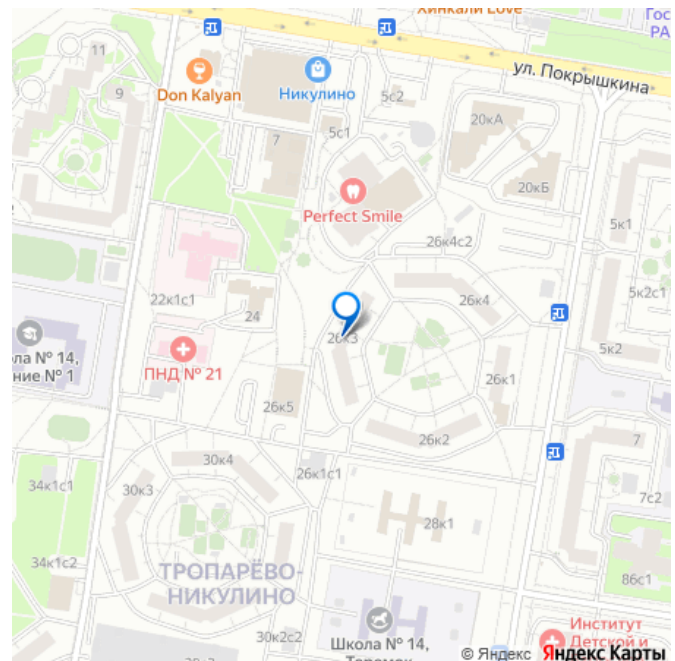 Хинкали Love
Гос
РА
11
ул. Покрышкина
9
Don Kalyan
Никулино
5с2
20кА
7
5с1
20кБ
Perfect Smile
5к1
26к4с2
22к1с1
26к4
5к2с1
24
26к3
ола № 14,
ние № 1
ПНД № 21
5к2
26к1
26к5
26к2
7
30к4
26к1с1
34к1с1
30к3
7с2
28к1
34к1с2
ТРОПАРЁВО-
НИКУЛИНО
86с1
30к2с2
Школа № 14,
Теремок
Институт
Детской и
© Яндекс Яндекс Карты